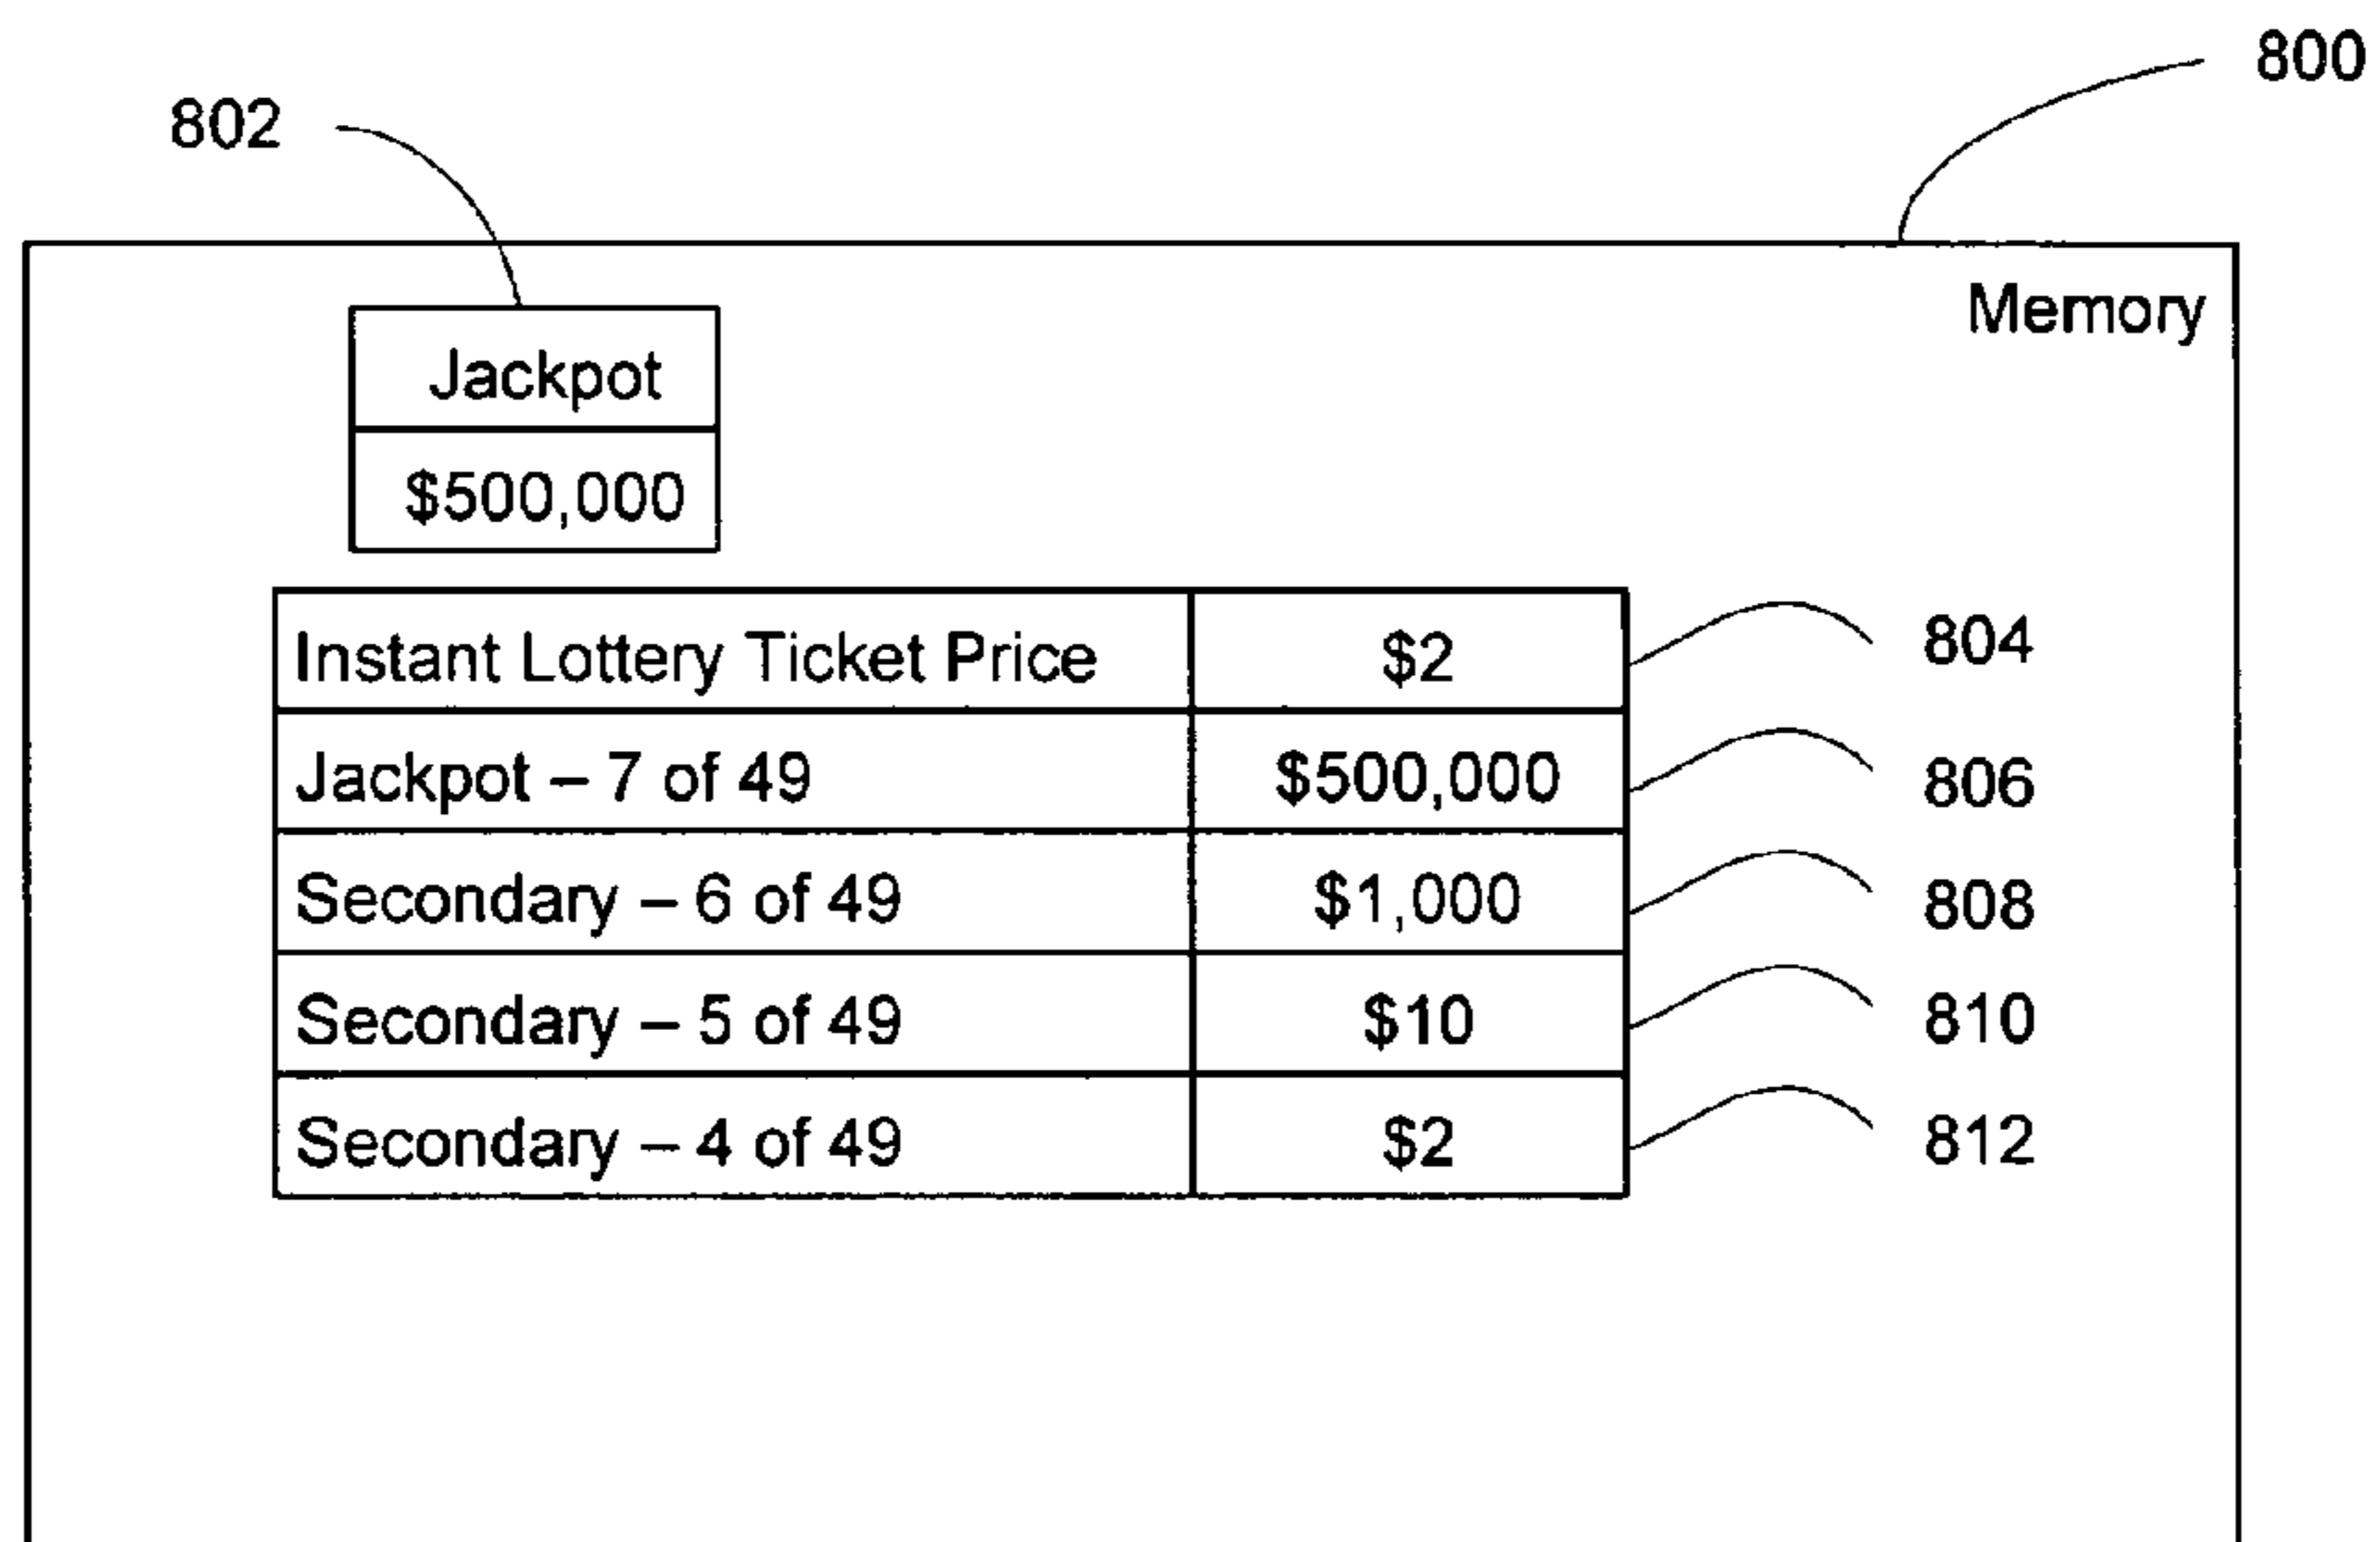 800
802
Memory
Jackpot
$500,000
Instant Lottery Ticket Price $2 804
Jackpot – 7 of 49 $500,000 806
Secondary – 6 of 49 $1,000 808
Secondary – 5 of 49 $10 810
Secondary – 4 of 49 $2 812